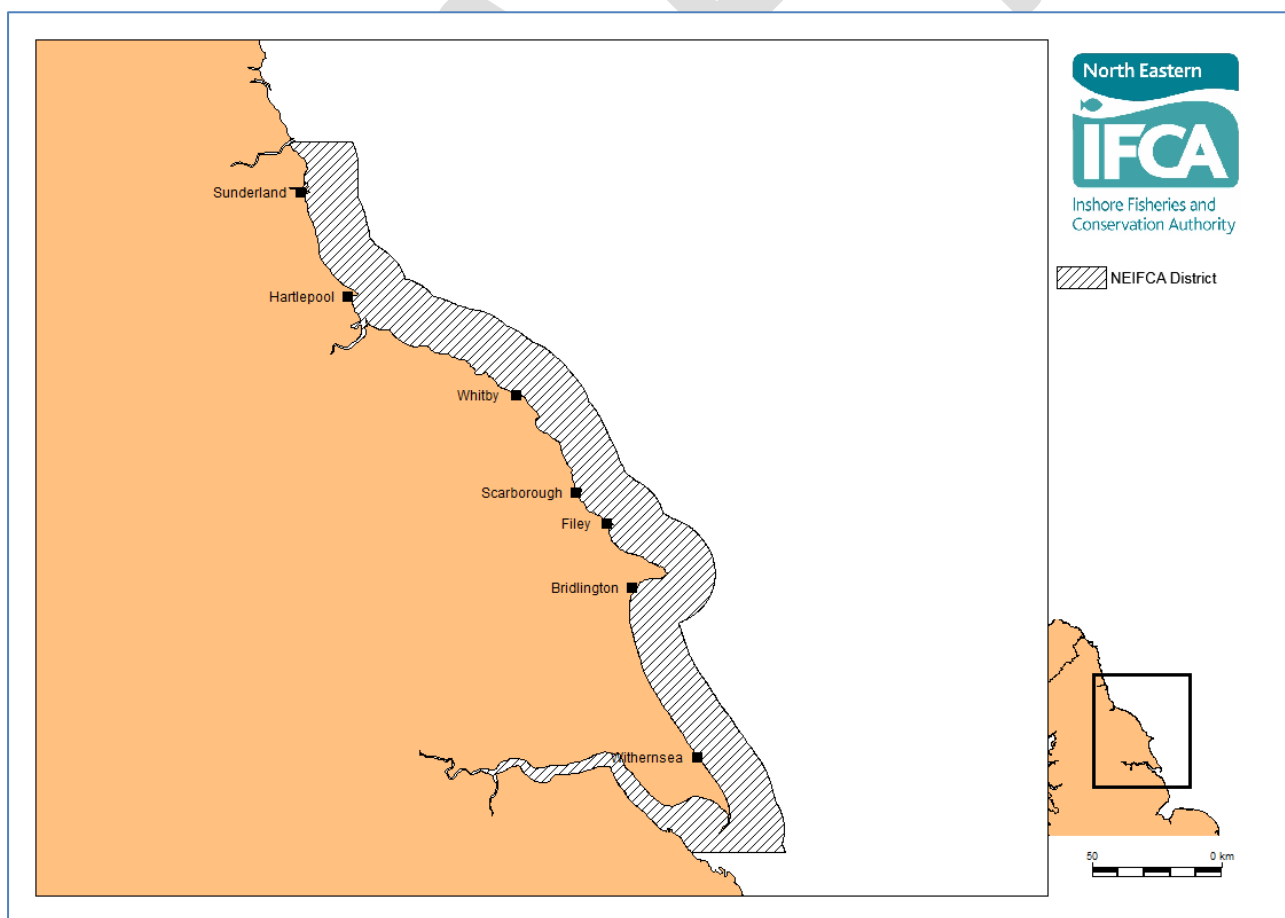 North Eastern
IFCA
Inshore Fisheries and
Conservation Authority
NEIFCA District
Sunderland
Hartlepool
Whitby
Scarborough
Filey
Bridlington
Withernsea
50 0 km